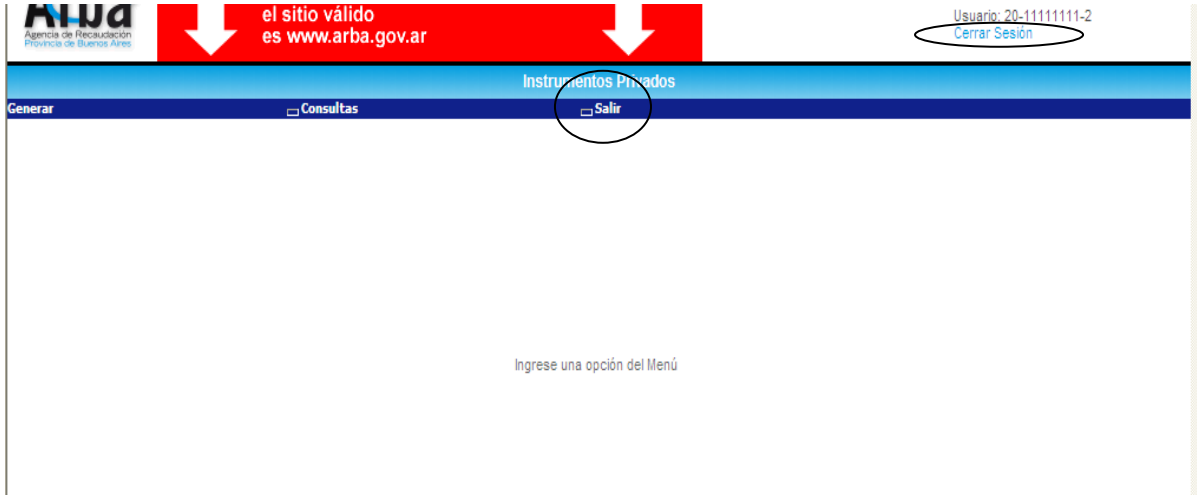 Arba
Agencia de Recaudación
Provincia de Buenos Aires
el sitio válido
es www.arba.gov.ar
Usuario: 20-11111111-2
Cerrar Sesión
Instrumentos Privados
Generar
Consultas
Salir
Ingrese una opción del Menú